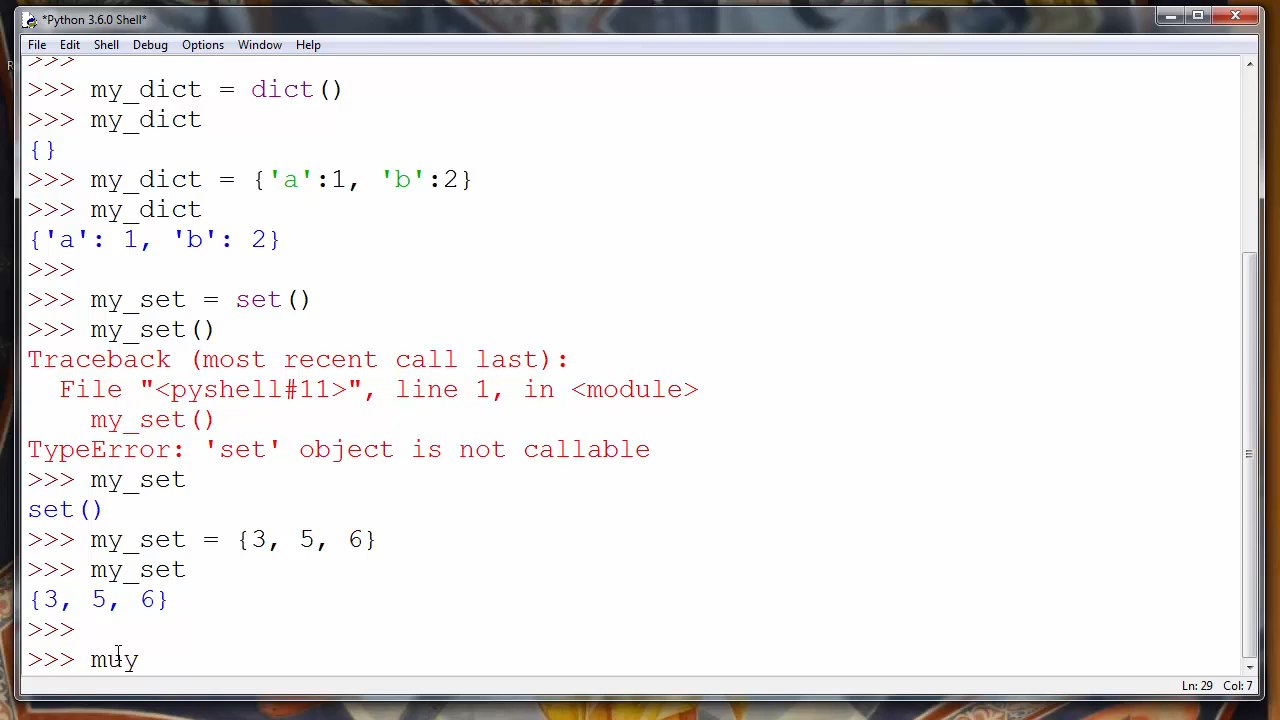 *Python 3.6.0 Shell*
File Edit Shell Debug Options Window Help
>>>
>>> my_dict = dict()
>>> my_dict
{}
>>> my_dict = {'a':1, 'b':2}
>>> my_dict
{'a': 1, 'b': 2}
>>>
>>> my_set = set()
>>> my_set()
Traceback (most recent call last):
  File "<pyshell#11>", line 1, in <module>
    my_set()
TypeError: 'set' object is not callable
>>> my_set
set()
>>> my_set = {3, 5, 6}
>>> my_set
{3, 5, 6}
>>>
>>> muy
Ln: 29 Col: 7